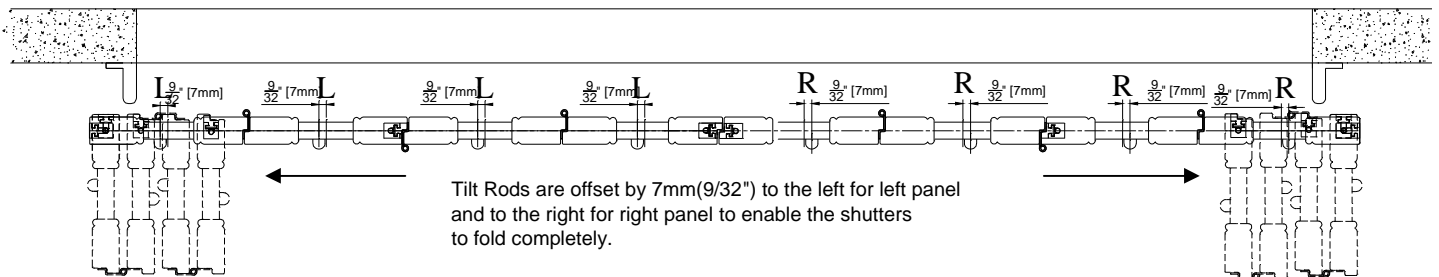 L 9/32" [7mm] 9/32" [7mm] L 9/32" [7mm] L 9/32" [7mm] L R 9/32" [7mm] R 9/32" [7mm] R 9/32" [7mm] 9/32" [7mm] R
Tilt Rods are offset by 7mm(9/32") to the left for left panel
and to the right for right panel to enable the shutters
to fold completely.